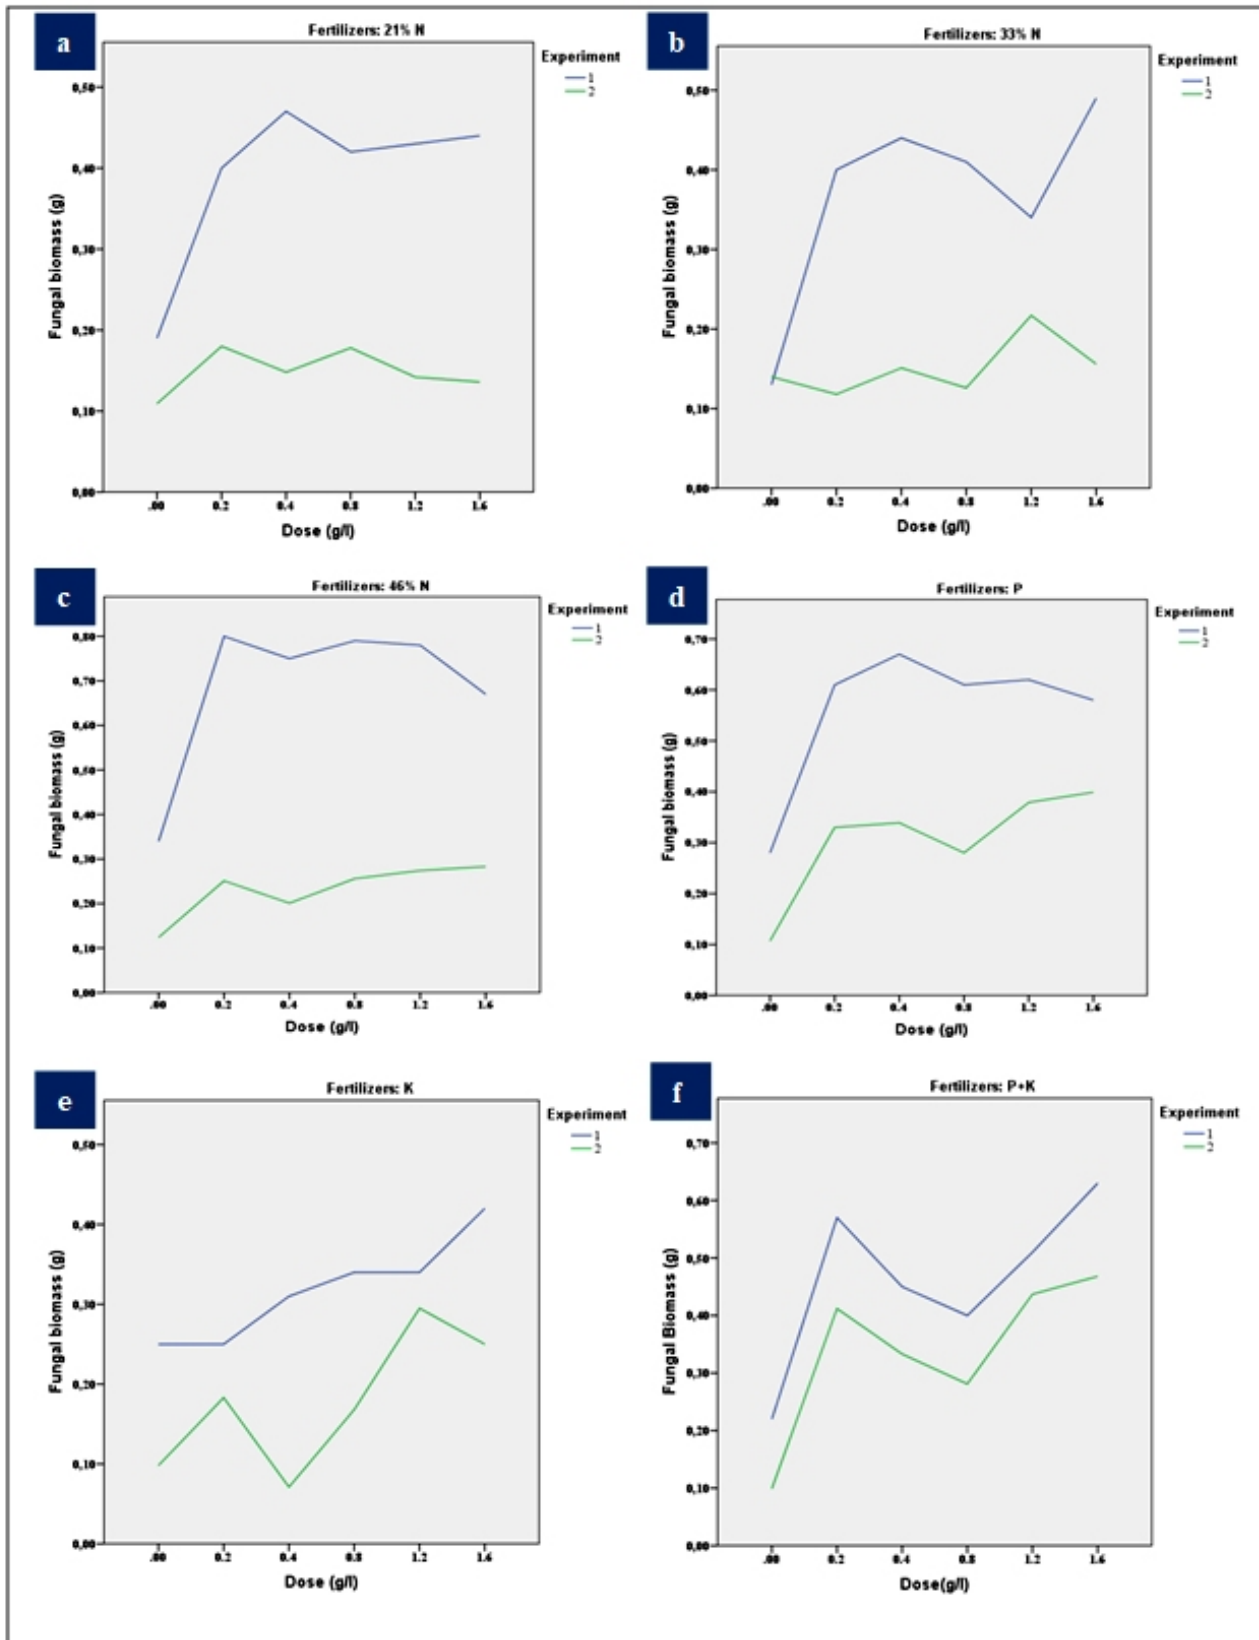 a
Fertilizers: 21% N
Experiment
1
2
Fungal biomass (g)
0,50
0,40
0,30
0,20
0,10
0,00
.00 0.2 0.4 0.8 1.2 1.6
Dose (g/l)
b
Fertilizers: 33% N
Experiment
1
2
Fungal biomass (g)
0,50
0,40
0,30
0,20
0,10
0,00
.00 0.2 0.4 0.8 1.2 1.6
Dose (g/l)
c
Fertilizers: 46% N
Experiment
1
2
Fungal biomass (g)
0,80
0,70
0,60
0,50
0,40
0,30
0,20
0,10
0,00
.00 0.2 0.4 0.8 1.2 1.6
Dose (g/l)
d
Fertilizers: P
Experiment
1
2
Fungal biomass (g)
0,70
0,60
0,50
0,40
0,30
0,20
0,10
0,00
.00 0.2 0.4 0.8 1.2 1.6
Dose (g/l)
e
Fertilizers: K
Experiment
1
2
Fungal biomass (g)
0,50
0,40
0,30
0,20
0,10
0,00
.00 0.2 0.4 0.8 1.2 1.6
Dose (g/l)
f
Fertilizers: P+K
Experiment
1
2
Fungal Biomass (g)
0,70
0,60
0,50
0,40
0,30
0,20
0,10
0,00
.00 0.2 0.4 0.8 1.2 1.6
Dose(g/l)